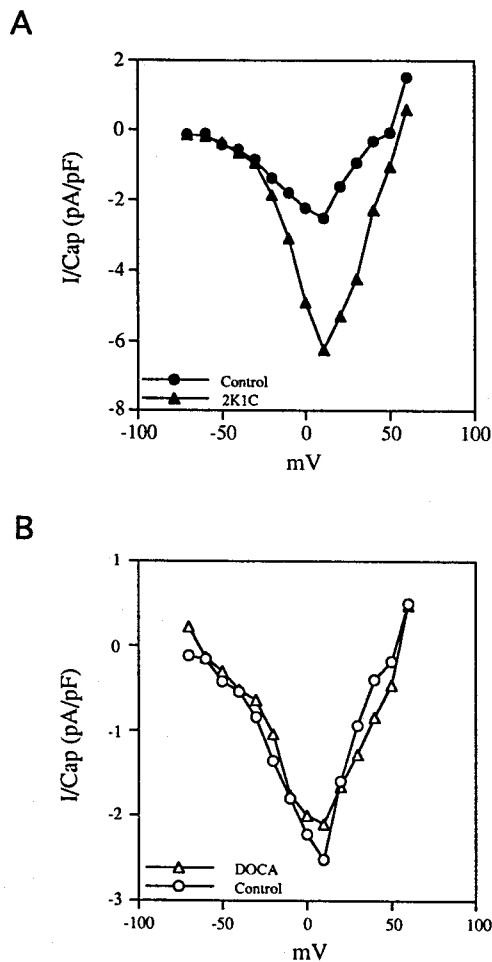 A
2
0
-2
-4
-6
-8
I/Cap (pA/pF)
Control
2K1C
-100 -50 0 50 100
mV
B
1
0
-1
-2
-3
I/Cap (pA/pF)
DOCA
Control
-100 -50 0 50 100
mV